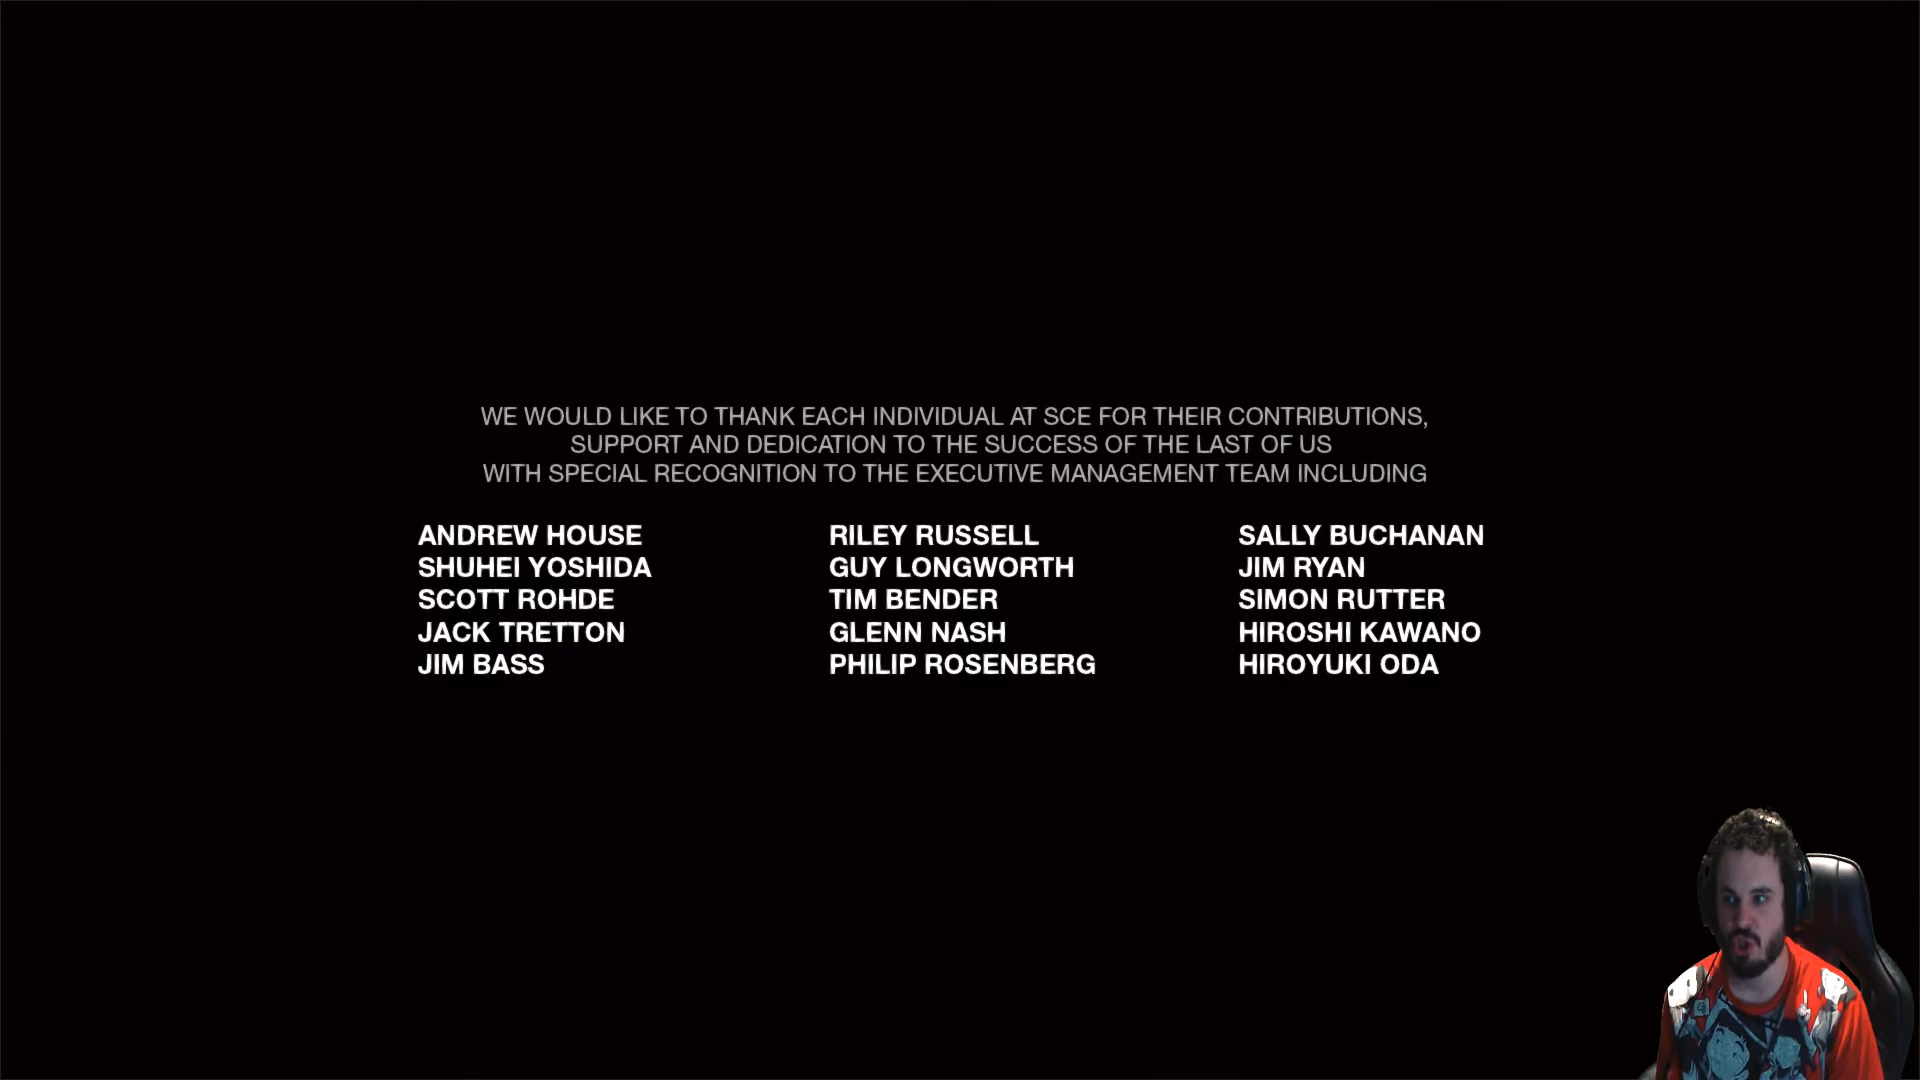 WE WOULD LIKE TO THANK EACH INDIVIDUAL AT SCE FOR THEIR CONTRIBUTIONS,
SUPPORT AND DEDICATION TO THE SUCCESS OF THE LAST OF US
WITH SPECIAL RECOGNITION TO THE EXECUTIVE MANAGEMENT TEAM INCLUDING
ANDREW HOUSE
SHUHEI YOSHIDA
SCOTT ROHDE
JACK TRETTON
JIM BASS
RILEY RUSSELL
GUY LONGWORTH
TIM BENDER
GLENN NASH
PHILIP ROSENBERG
SALLY BUCHANAN
JIM RYAN
SIMON RUTTER
HIROSHI KAWANO
HIROYUKI ODA